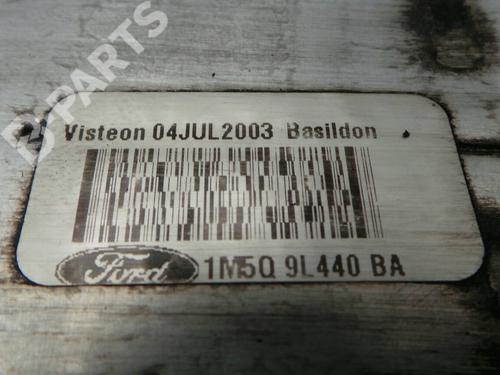 B-PARTS
Visteon 04JUL2003 Basildon
Ford 1M5Q 9L440 BA